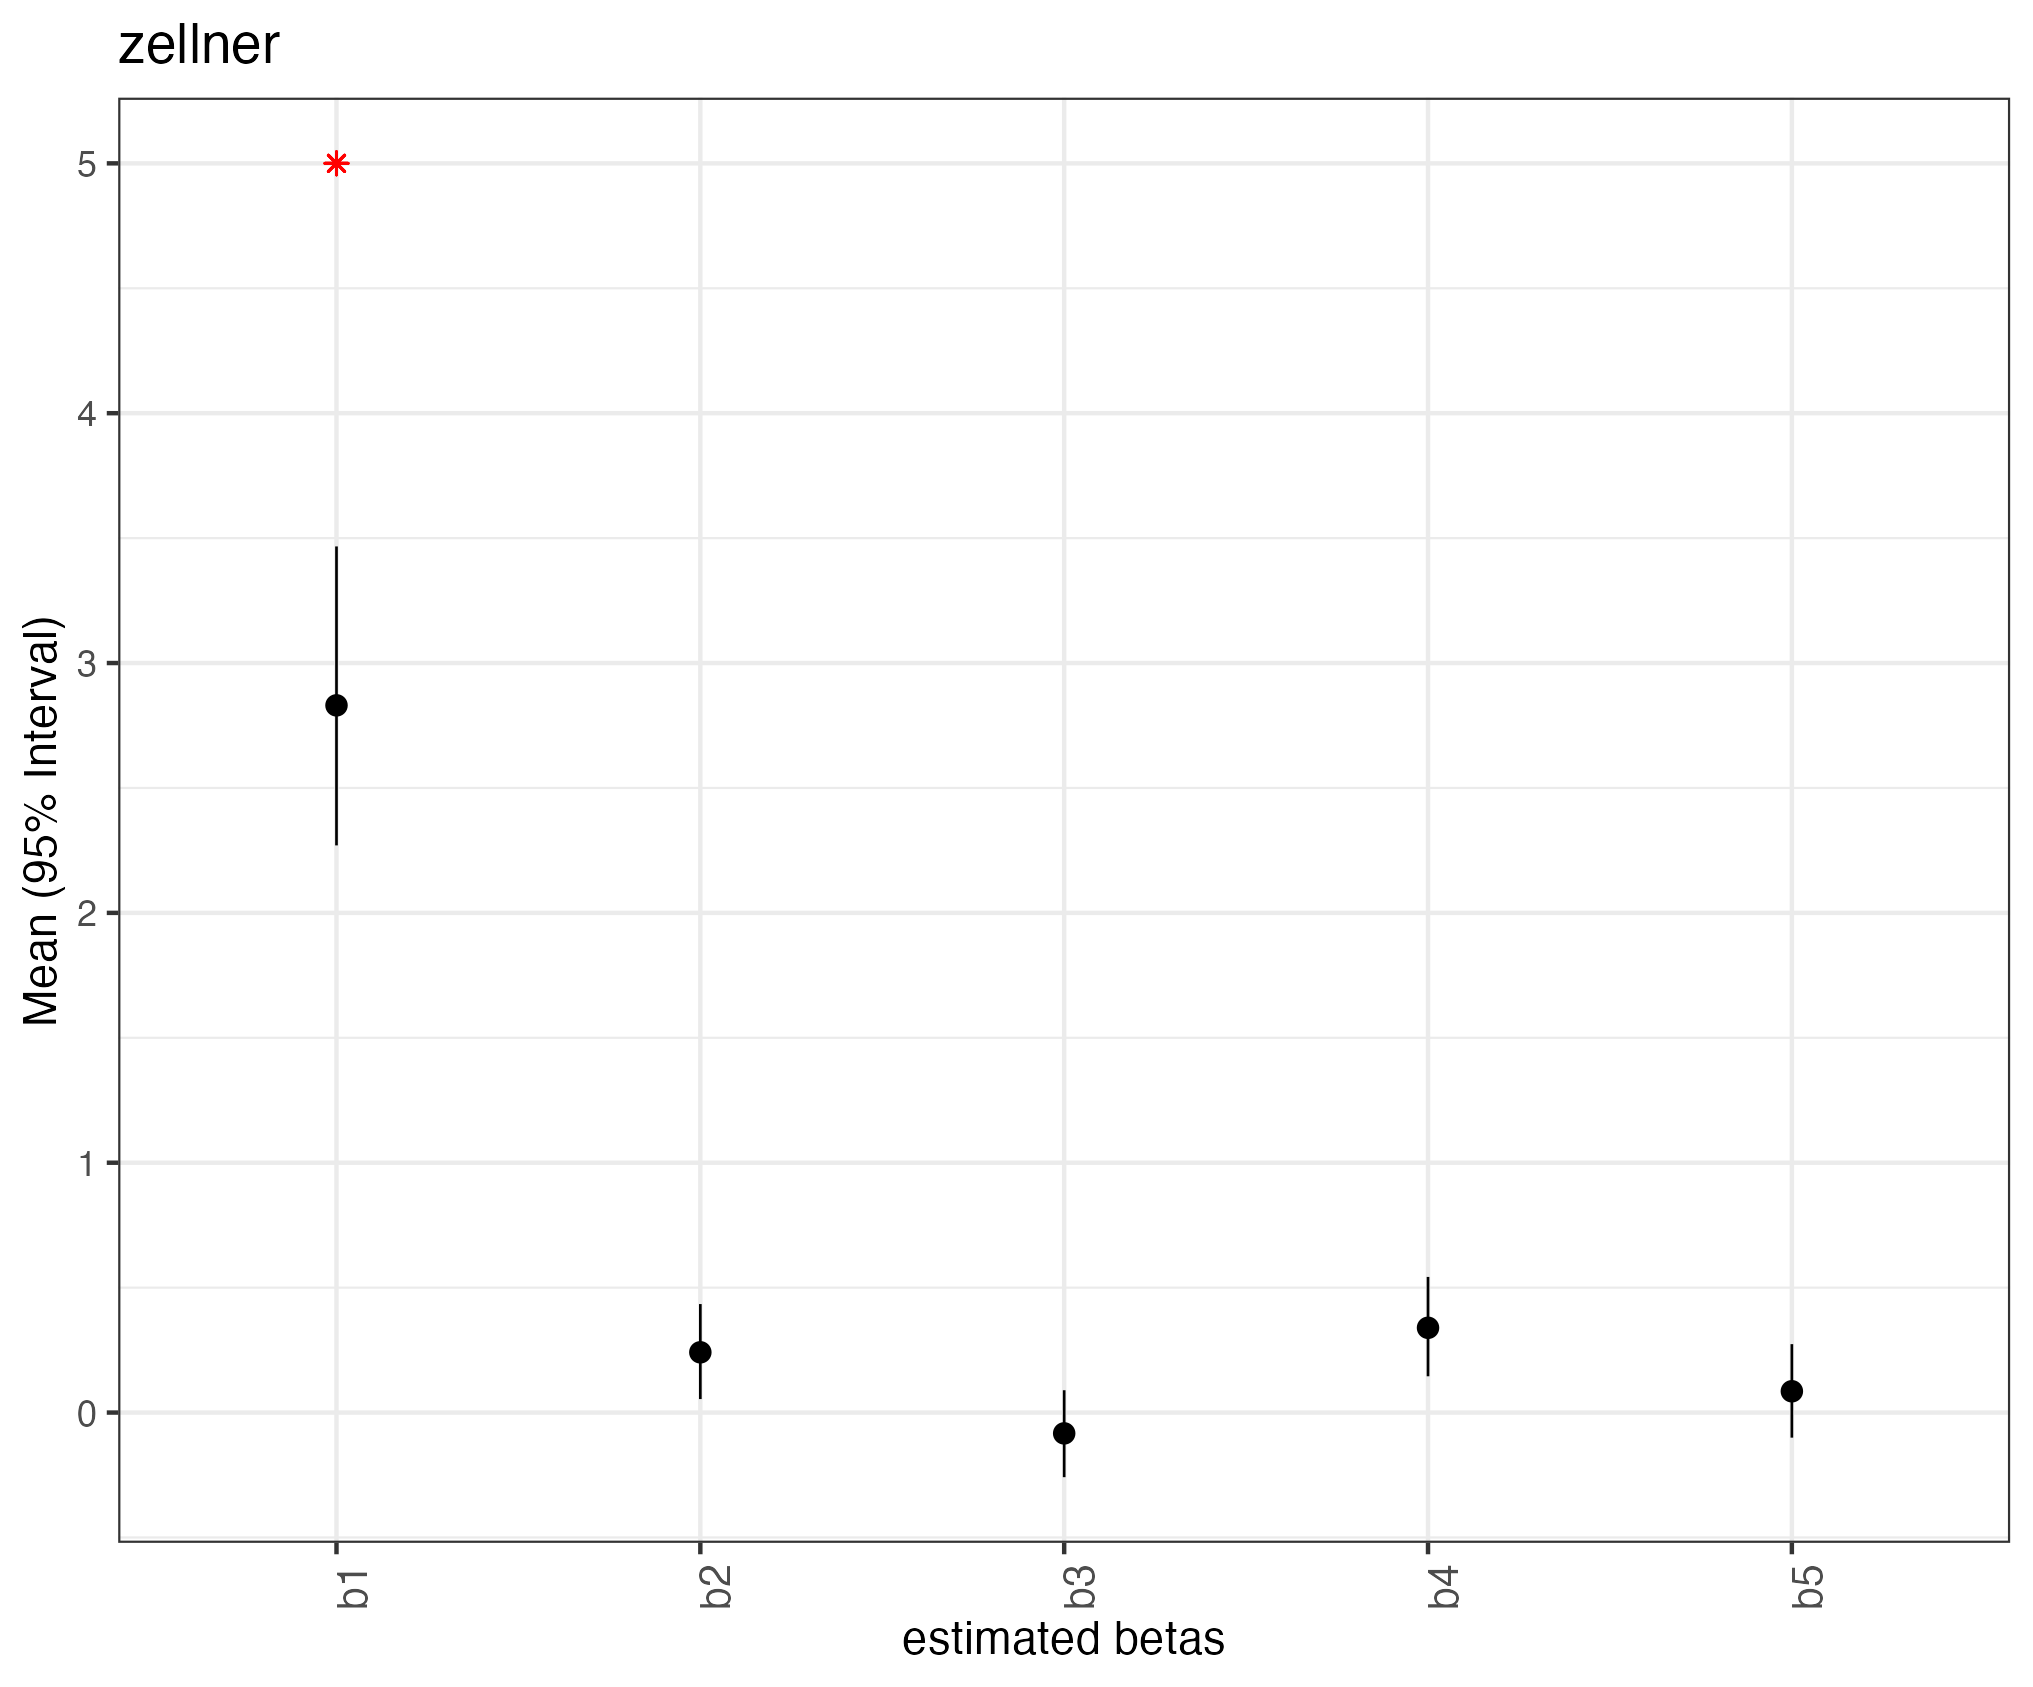 zellner
Mean (95% Interval)
5
4
3
2
1
0
b1
b2
b3
b4
b5
estimated betas